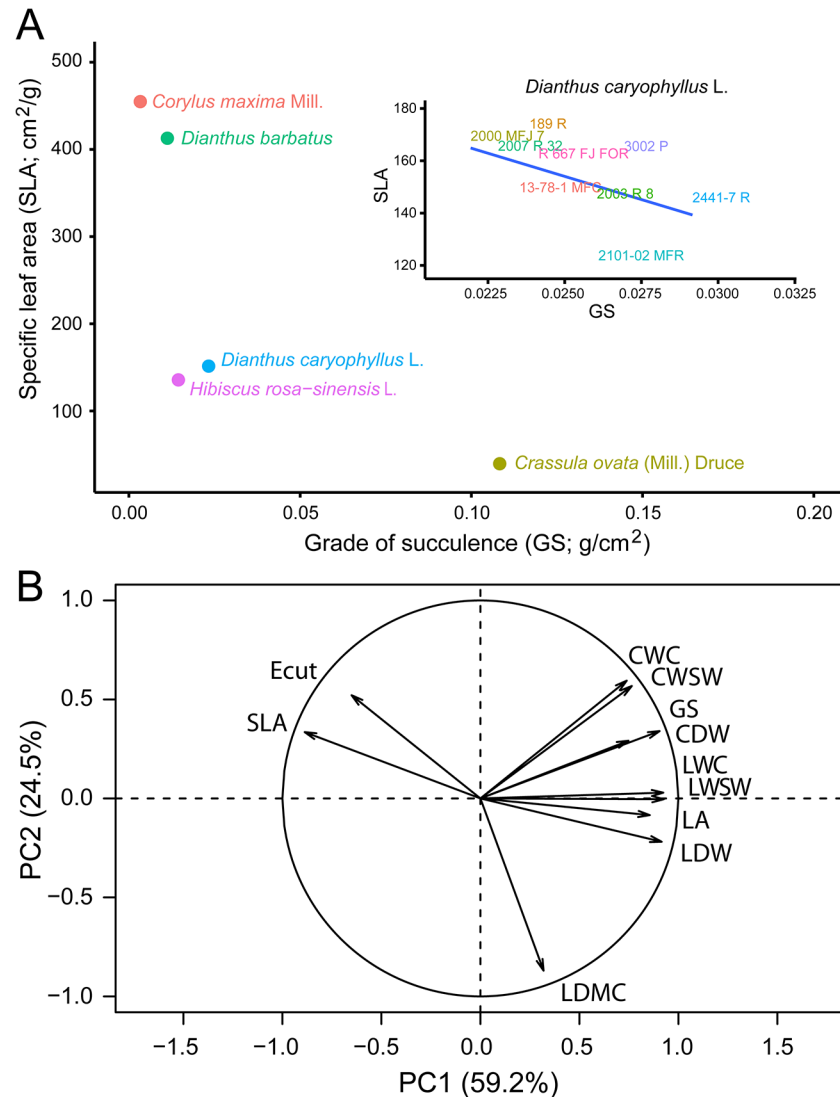 A
Specific leaf area (SLA; cm²/g)
500
400
300
200
100
Corylus maxima Mill.
Dianthus barbatus
Dianthus caryophyllus L.
Hibiscus rosa−sinensis L.
Crassula ovata (Mill.) Druce
0.00 0.05 0.10 0.15 0.20
Grade of succulence (GS; g/cm²)
Dianthus caryophyllus L.
SLA
180
160
140
120
189 R
2000 MFJ 7
2007 R 32
R 667 FJ FOR
3002 P
13-78-1 MFC
2003-R 8
2441-7 R
2101-02 MFR
0.0225 0.0250 0.0275 0.0300 0.0325
GS
B
PC2 (24.5%)
1.0
0.5
0.0
−0.5
−1.0
Ecut
SLA
CWC
CWSW
GS
CDW
LWC
LWSW
LA
LDW
LDMC
−1.5 −1.0 −0.5 0.0 0.5 1.0 1.5
PC1 (59.2%)